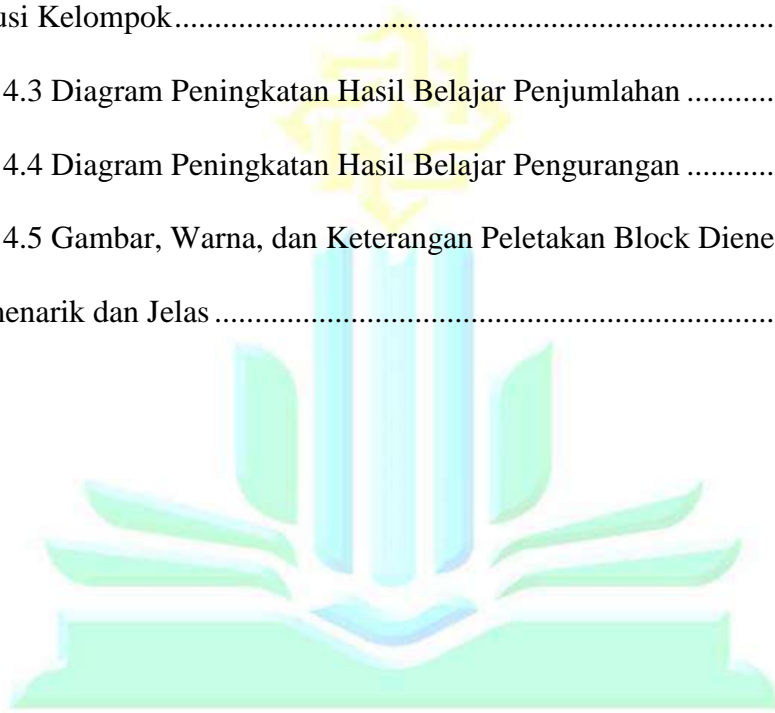 usi Kelompok...........................................................................
4.3 Diagram Peningkatan Hasil Belajar Penjumlahan ...........
4.4 Diagram Peningkatan Hasil Belajar Pengurangan ...........
4.5 Gambar, Warna, dan Keterangan Peletakan Block Diene
enarik dan Jelas ......................................................................